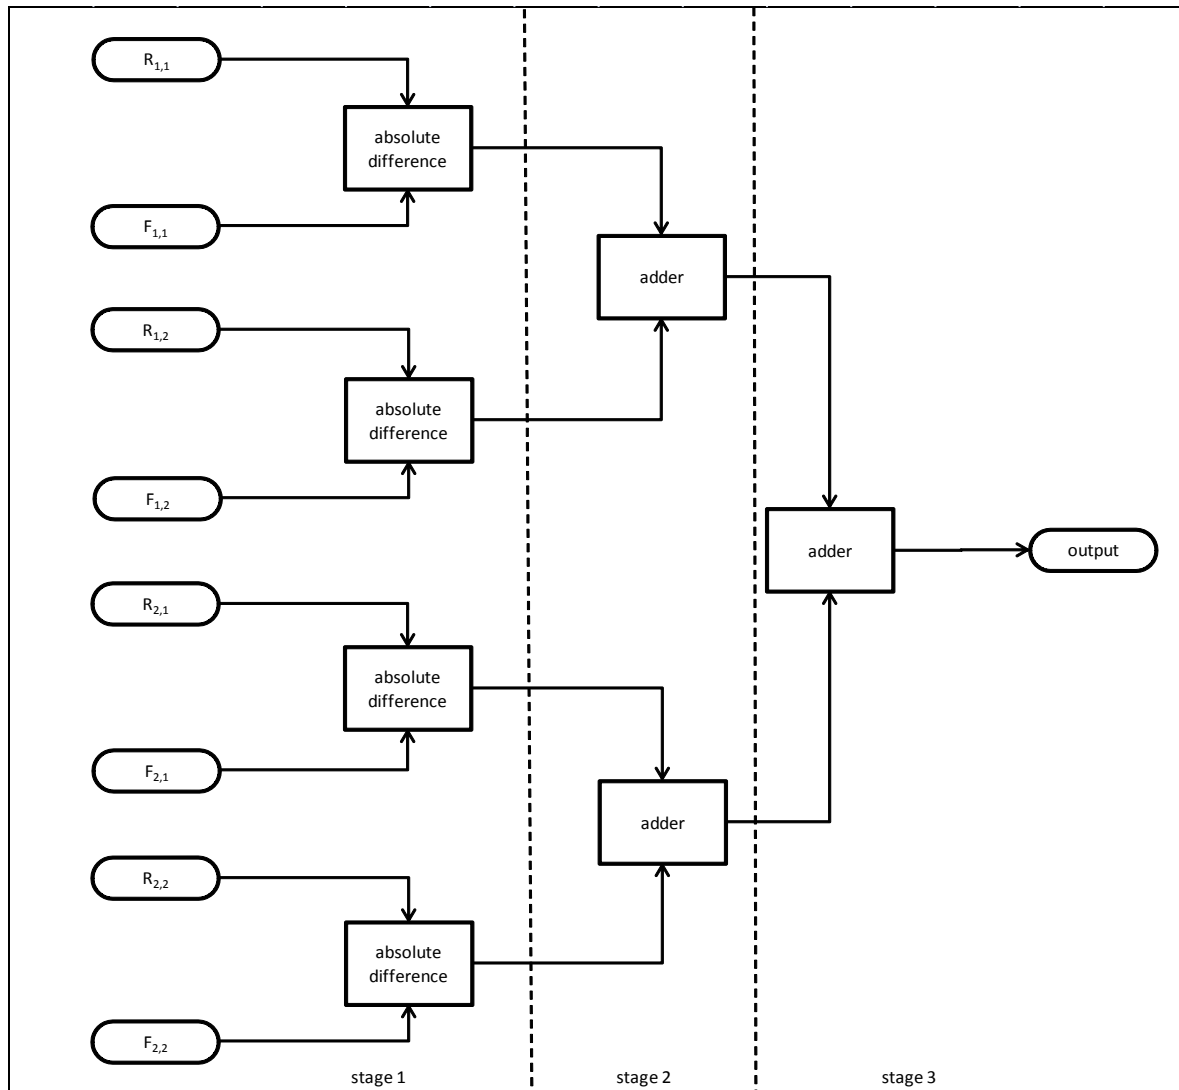 R1,1
absolute
difference
F1,1
adder
R1,2
absolute
difference
F1,2
adder
output
R2,1
absolute
difference
F2,1
adder
R2,2
absolute
difference
F2,2
stage 1
stage 2
stage 3